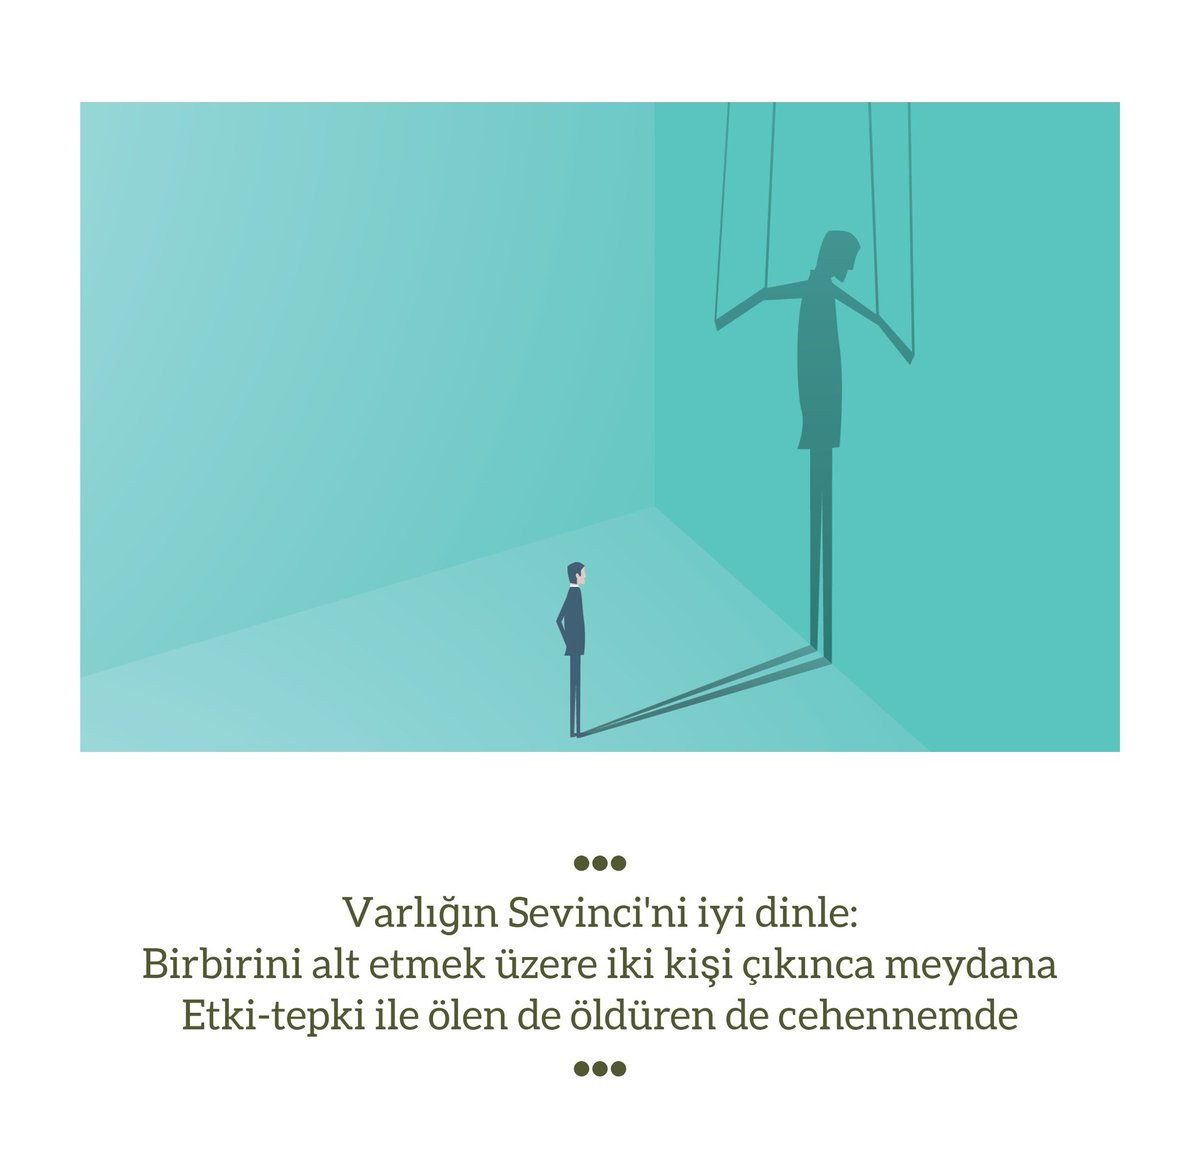 Varlığın Sevinci'ni iyi dinle:
Birbirini alt etmek üzere iki kişi çıkınca meydana
Etki-tepki ile ölen de öldüren de cehennemde